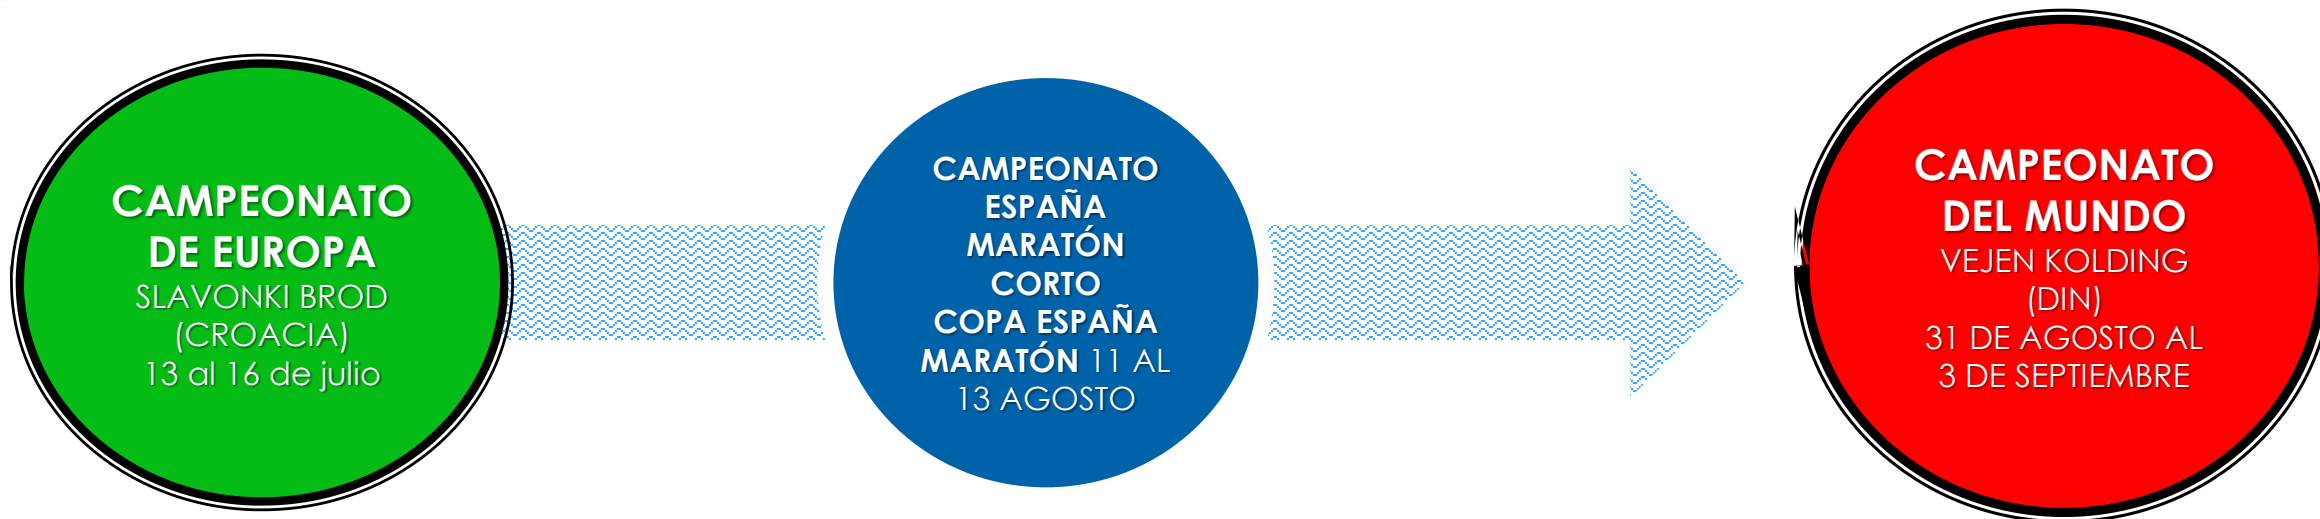 CAMPEONATO
DE EUROPA
SLAVONKI BROD
(CROACIA)
13 al 16 de julio
CAMPEONATO
ESPAÑA
MARATÓN
CORTO
COPA ESPAÑA
MARATÓN 11 AL
13 AGOSTO
CAMPEONATO
DEL MUNDO
VEJEN KOLDING
(DIN)
31 DE AGOSTO AL
3 DE SEPTIEMBRE